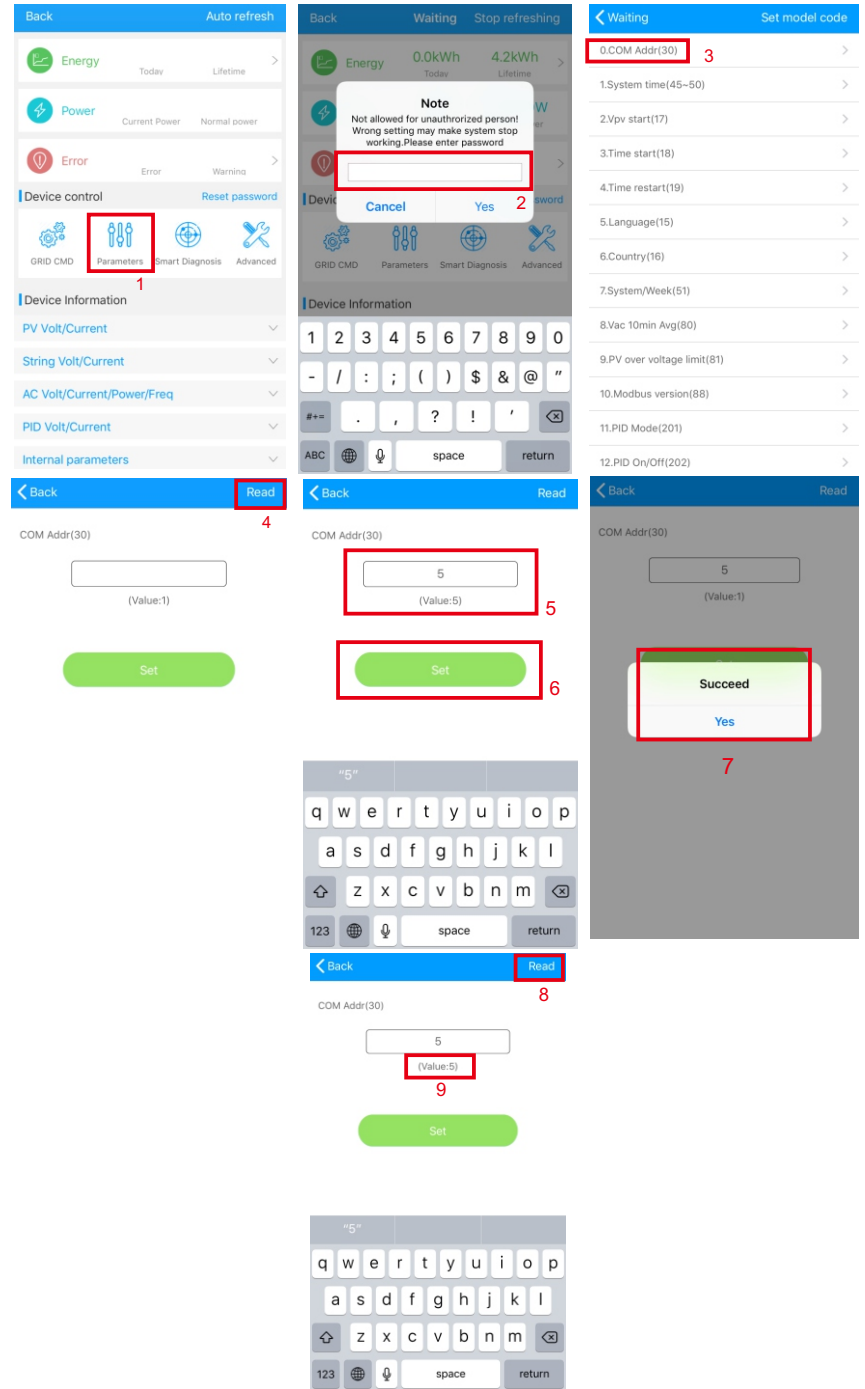 Back Auto refresh
Energy
Today Lifetime
Power
Current Power Normal power
Error
Error Warning
Device control Reset password
GRID CMD Parameters Smart Diagnosis Advanced
1
Device Information
PV Volt/Current
String Volt/Current
AC Volt/Current/Power/Freq
PID Volt/Current
Internal parameters
Back Waiting Stop refreshing
Energy 0.0kWh 4.2kWh
Today Lifetime
W
Note
Not allowed for unauthrorized person!
Wrong setting may make system stop
working.Please enter password
Cancel Yes
2
Devic sword
GRID CMD Parameters Smart Diagnosis Advanced
Device Information
1 2 3 4 5 6 7 8 9 0
- / : ; ( ) $ & @ "
#+= . , ? ! '
ABC space return
Waiting Set model code
0.COM Addr(30)
3
1.System time(45~50)
2.Vpv start(17)
3.Time start(18)
4.Time restart(19)
5.Language(15)
6.Country(16)
7.System/Week(51)
8.Vac 10min Avg(80)
9.PV over voltage limit(81)
10.Modbus version(88)
11.PID Mode(201)
12.PID On/Off(202)
Back Read
4
COM Addr(30)
(Value:1)
Set
Back Read
COM Addr(30)
5
(Value:5)
5
Set
6
"5"
q w e r t y u i o p
a s d f g h j k l
z x c v b n m
123 space return
Back Read
COM Addr(30)
5
(Value:1)
Succeed
Yes
7
Back Read
8
COM Addr(30)
5
(Value:5)
9
Set
"5"
q w e r t y u i o p
a s d f g h j k l
z x c v b n m
123 space return